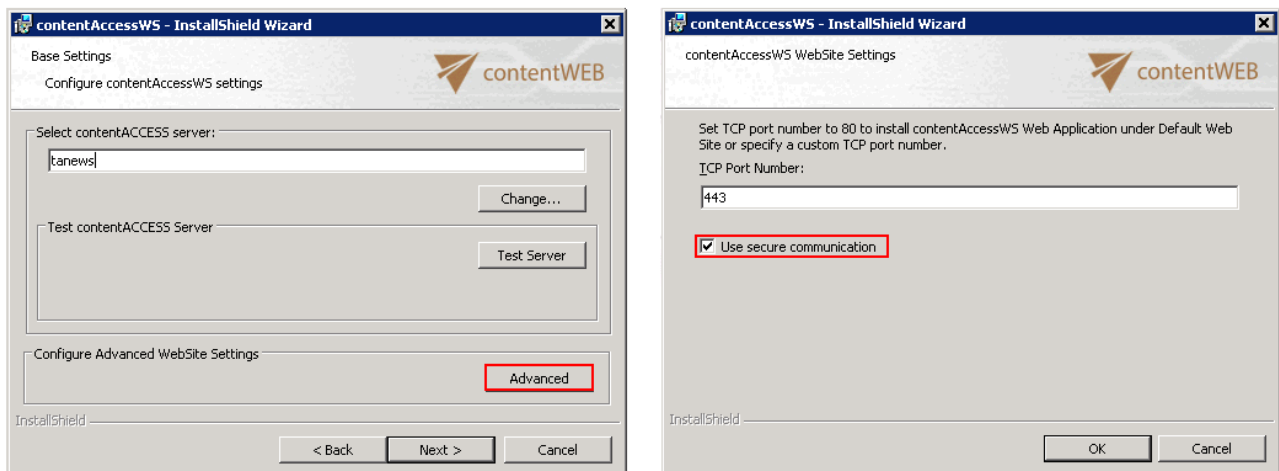 contentAccessWS - InstallShield Wizard
Base Settings
Configure contentAccessWS settings
contentWEB
Select contentACCESS server:
tanews
Change...
Test contentACCESS Server
Test Server
Configure Advanced WebSite Settings
Advanced
InstallShield
< Back
Next >
Cancel
contentAccessWS - InstallShield Wizard
contentAccessWS WebSite Settings
contentWEB
Set TCP port number to 80 to install contentAccessWS Web Application under Default Web
Site or specify a custom TCP port number.
TCP Port Number:
443
Use secure communication
InstallShield
OK
Cancel